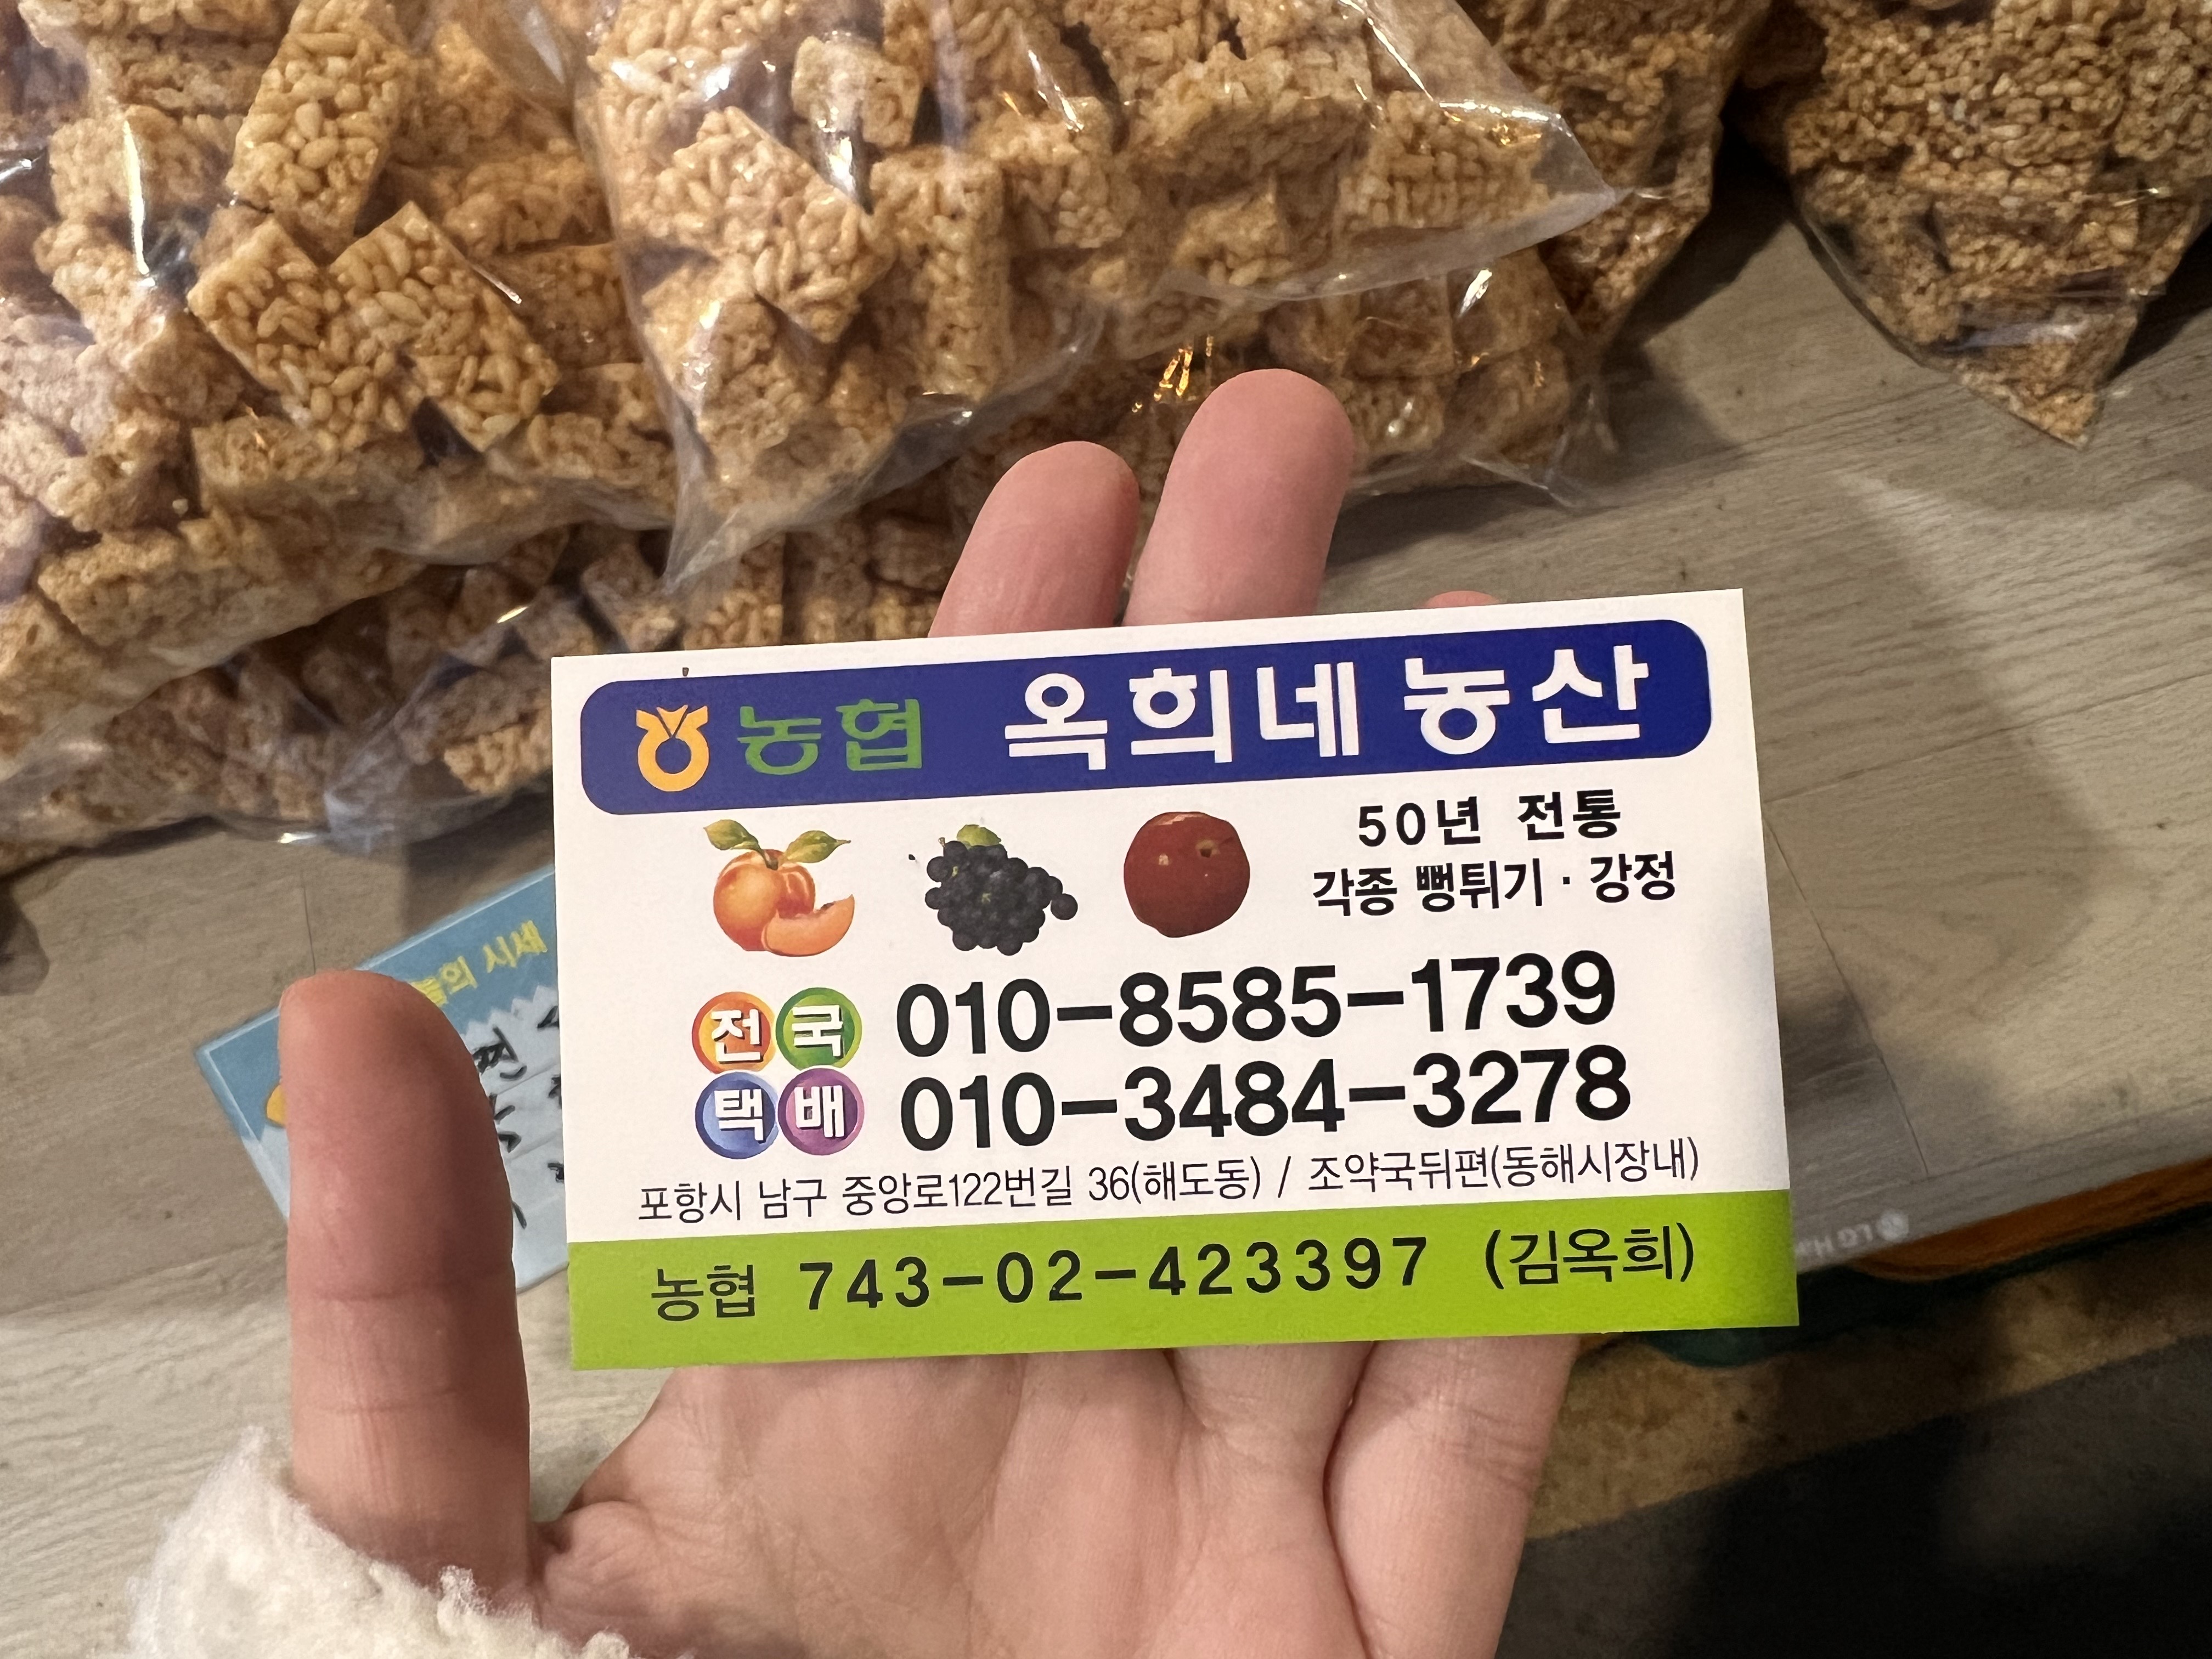 농협 옥희네 농산
50년 전통
각종 뻥튀기 · 강정
전국
택배
010-8585-1739
010-3484-3278
포항시 남구 중앙로122번길 36(해도동) / 조약국뒤편(동해시장내)
농협 743-02-423397 (김옥희)
의 시세